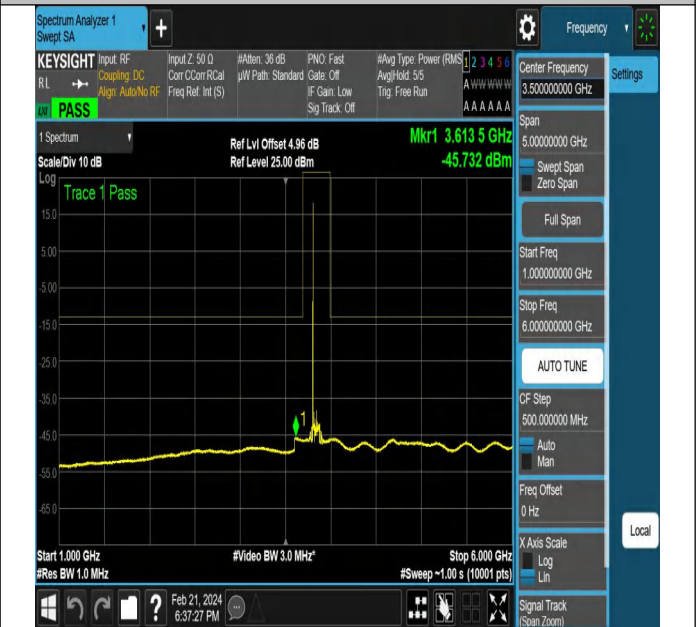 Spectrum Analyzer 1
Swept SA
Frequency
KEYSIGHT
Input: RF
Coupling: DC
Align: Auto/No RF
Input Z: 50 Ω
Corr CCorr RCal
Freq Ref: Int (S)
#Atten: 36 dB
µW Path: Standard
PNO: Fast
Gate: Off
IF Gain: Low
Sig Track: Off
#Avg Type: Power (RMS
Avg|Hold: 5/5
Trig: Free Run
1 2 3 4 5 6
A W W W W W
A A A A A A
R L
LXI
PASS
1 Spectrum
Scale/Div 10 dB
Log
Ref Lvl Offset 4.96 dB
Ref Level 25.00 dBm
Mkr1 3.613 5 GHz
-45.732 dBm
Trace 1 Pass
15.0
5.00
-5.00
-15.0
-25.0
-35.0
-45.0
-55.0
-65.0
1
Start 1.000 GHz
#Res BW 1.0 MHz
#Video BW 3.0 MHz*
Stop 6.000 GHz
#Sweep ~1.00 s (10001 pts)
Feb 21, 2024
6:37:27 PM
Center Frequency
3.500000000 GHz
Settings
Span
5.00000000 GHz
Swept Span
Zero Span
Full Span
Start Freq
1.000000000 GHz
Stop Freq
6.000000000 GHz
AUTO TUNE
CF Step
500.000000 MHz
Auto
Man
Freq Offset
0 Hz
X Axis Scale
Log
Lin
Local
Signal Track
(Span Zoom)